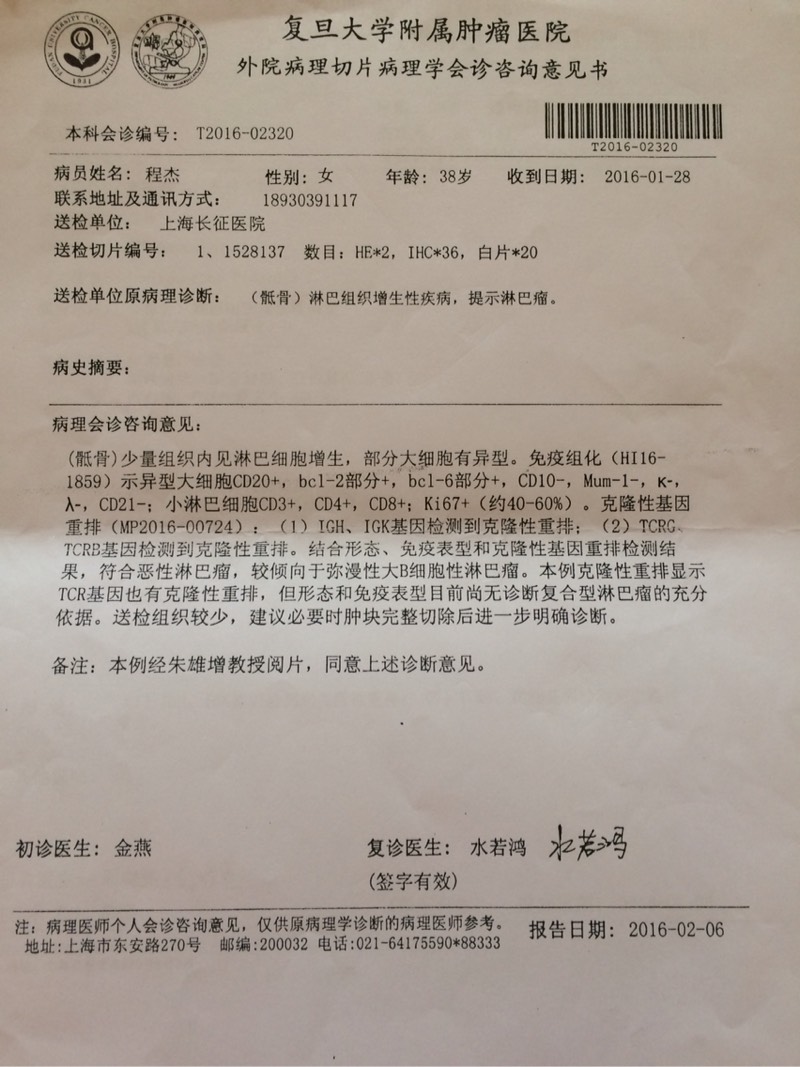 FUDAN UNIVERSITY CANCER HOSPITAL
1931
复旦大学附属肿瘤医院
外院病理切片病理学会诊咨询意见书
本科会诊编号: T2016-02320
T2016-02320
病员姓名: 程杰 性别: 女 年龄: 38岁 收到日期: 2016-01-28
联系地址及通讯方式: 18930391117
送检单位: 上海长征医院
送检切片编号: 1、1528137 数目: HE*2, IHC*36, 白片*20
送检单位原病理诊断: (骶骨)淋巴组织增生性疾病, 提示淋巴瘤。
病史摘要:
病理会诊咨询意见:
(骶骨)少量组织内见淋巴细胞增生, 部分大细胞有异型。免疫组化(HI16-
1859)示异型大细胞CD20+, bcl-2部分+, bcl-6部分+, CD10-, Mum-1-, κ-,
λ-, CD21-; 小淋巴细胞CD3+, CD4+, CD8+; Ki67+(约40-60%)。克隆性基因
重排(MP2016-00724): (1)IGH、IGK基因检测到克隆性重排; (2)TCRG、
TCRB基因检测到克隆性重排。结合形态、免疫表型和克隆性基因重排检测结
果, 符合恶性淋巴瘤, 较倾向于弥漫性大B细胞性淋巴瘤。本例克隆性重排显示
TCR基因也有克隆性重排, 但形态和免疫表型目前尚无诊断复合型淋巴瘤的充分
依据。送检组织较少, 建议必要时肿块完整切除后进一步明确诊断。
备注: 本例经朱雄增教授阅片, 同意上述诊断意见。
初诊医生: 金燕 复诊医生: 水若鸿 水若鸿
(签字有效)
注: 病理医师个人会诊咨询意见, 仅供原病理学诊断的病理医师参考。 报告日期: 2016-02-06
地址:上海市东安路270号 邮编:200032 电话:021-64175590*88333